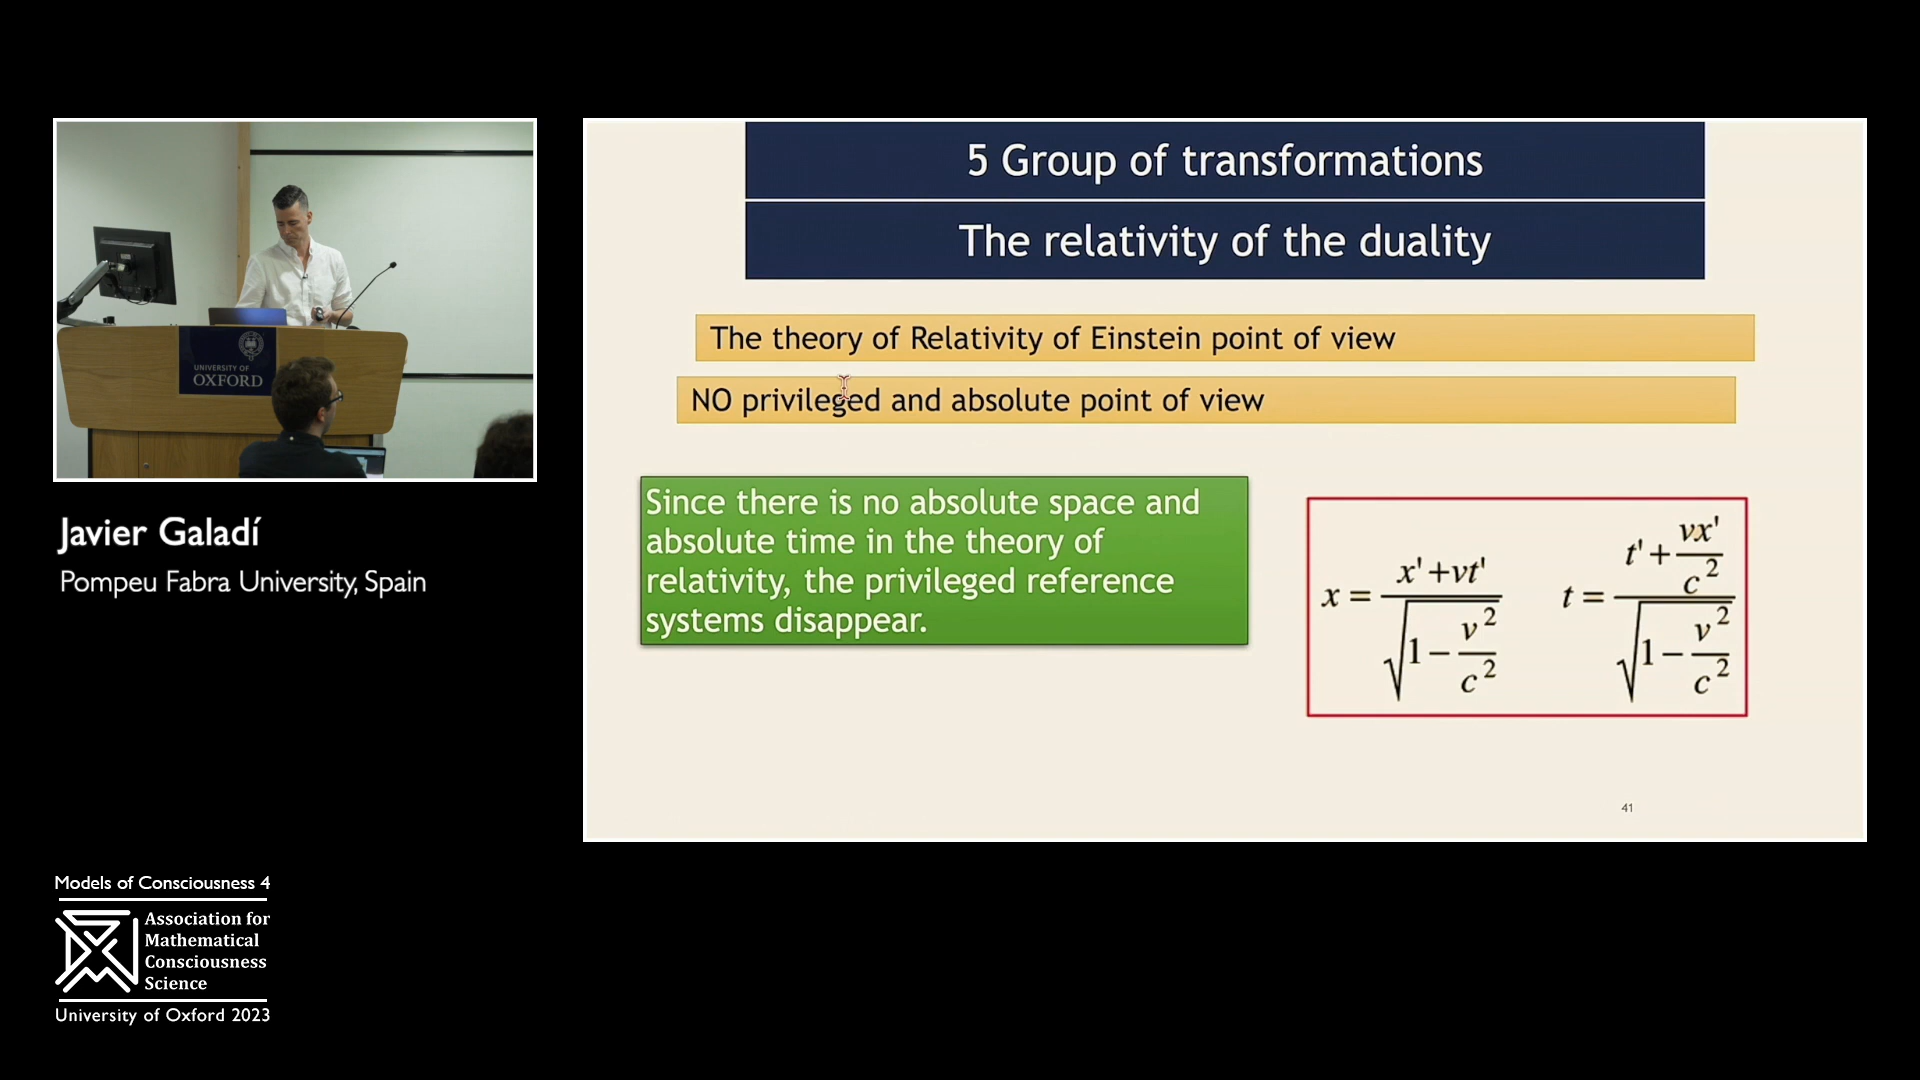 5 Group of transformations
The relativity of the duality
The theory of Relativity of Einstein point of view
NO privileged and absolute point of view
Since there is no absolute space and
absolute time in the theory of
relativity, the privileged reference
systems disappear.
x = (x' + vt') / √(1 − v²/c²)
t = (t' + vx'/c²) / √(1 − v²/c²)
41
UNIVERSITY OF
OXFORD
Javier Galadí
Pompeu Fabra University, Spain
Models of Consciousness 4
Association for
Mathematical
Consciousness
Science
University of Oxford 2023